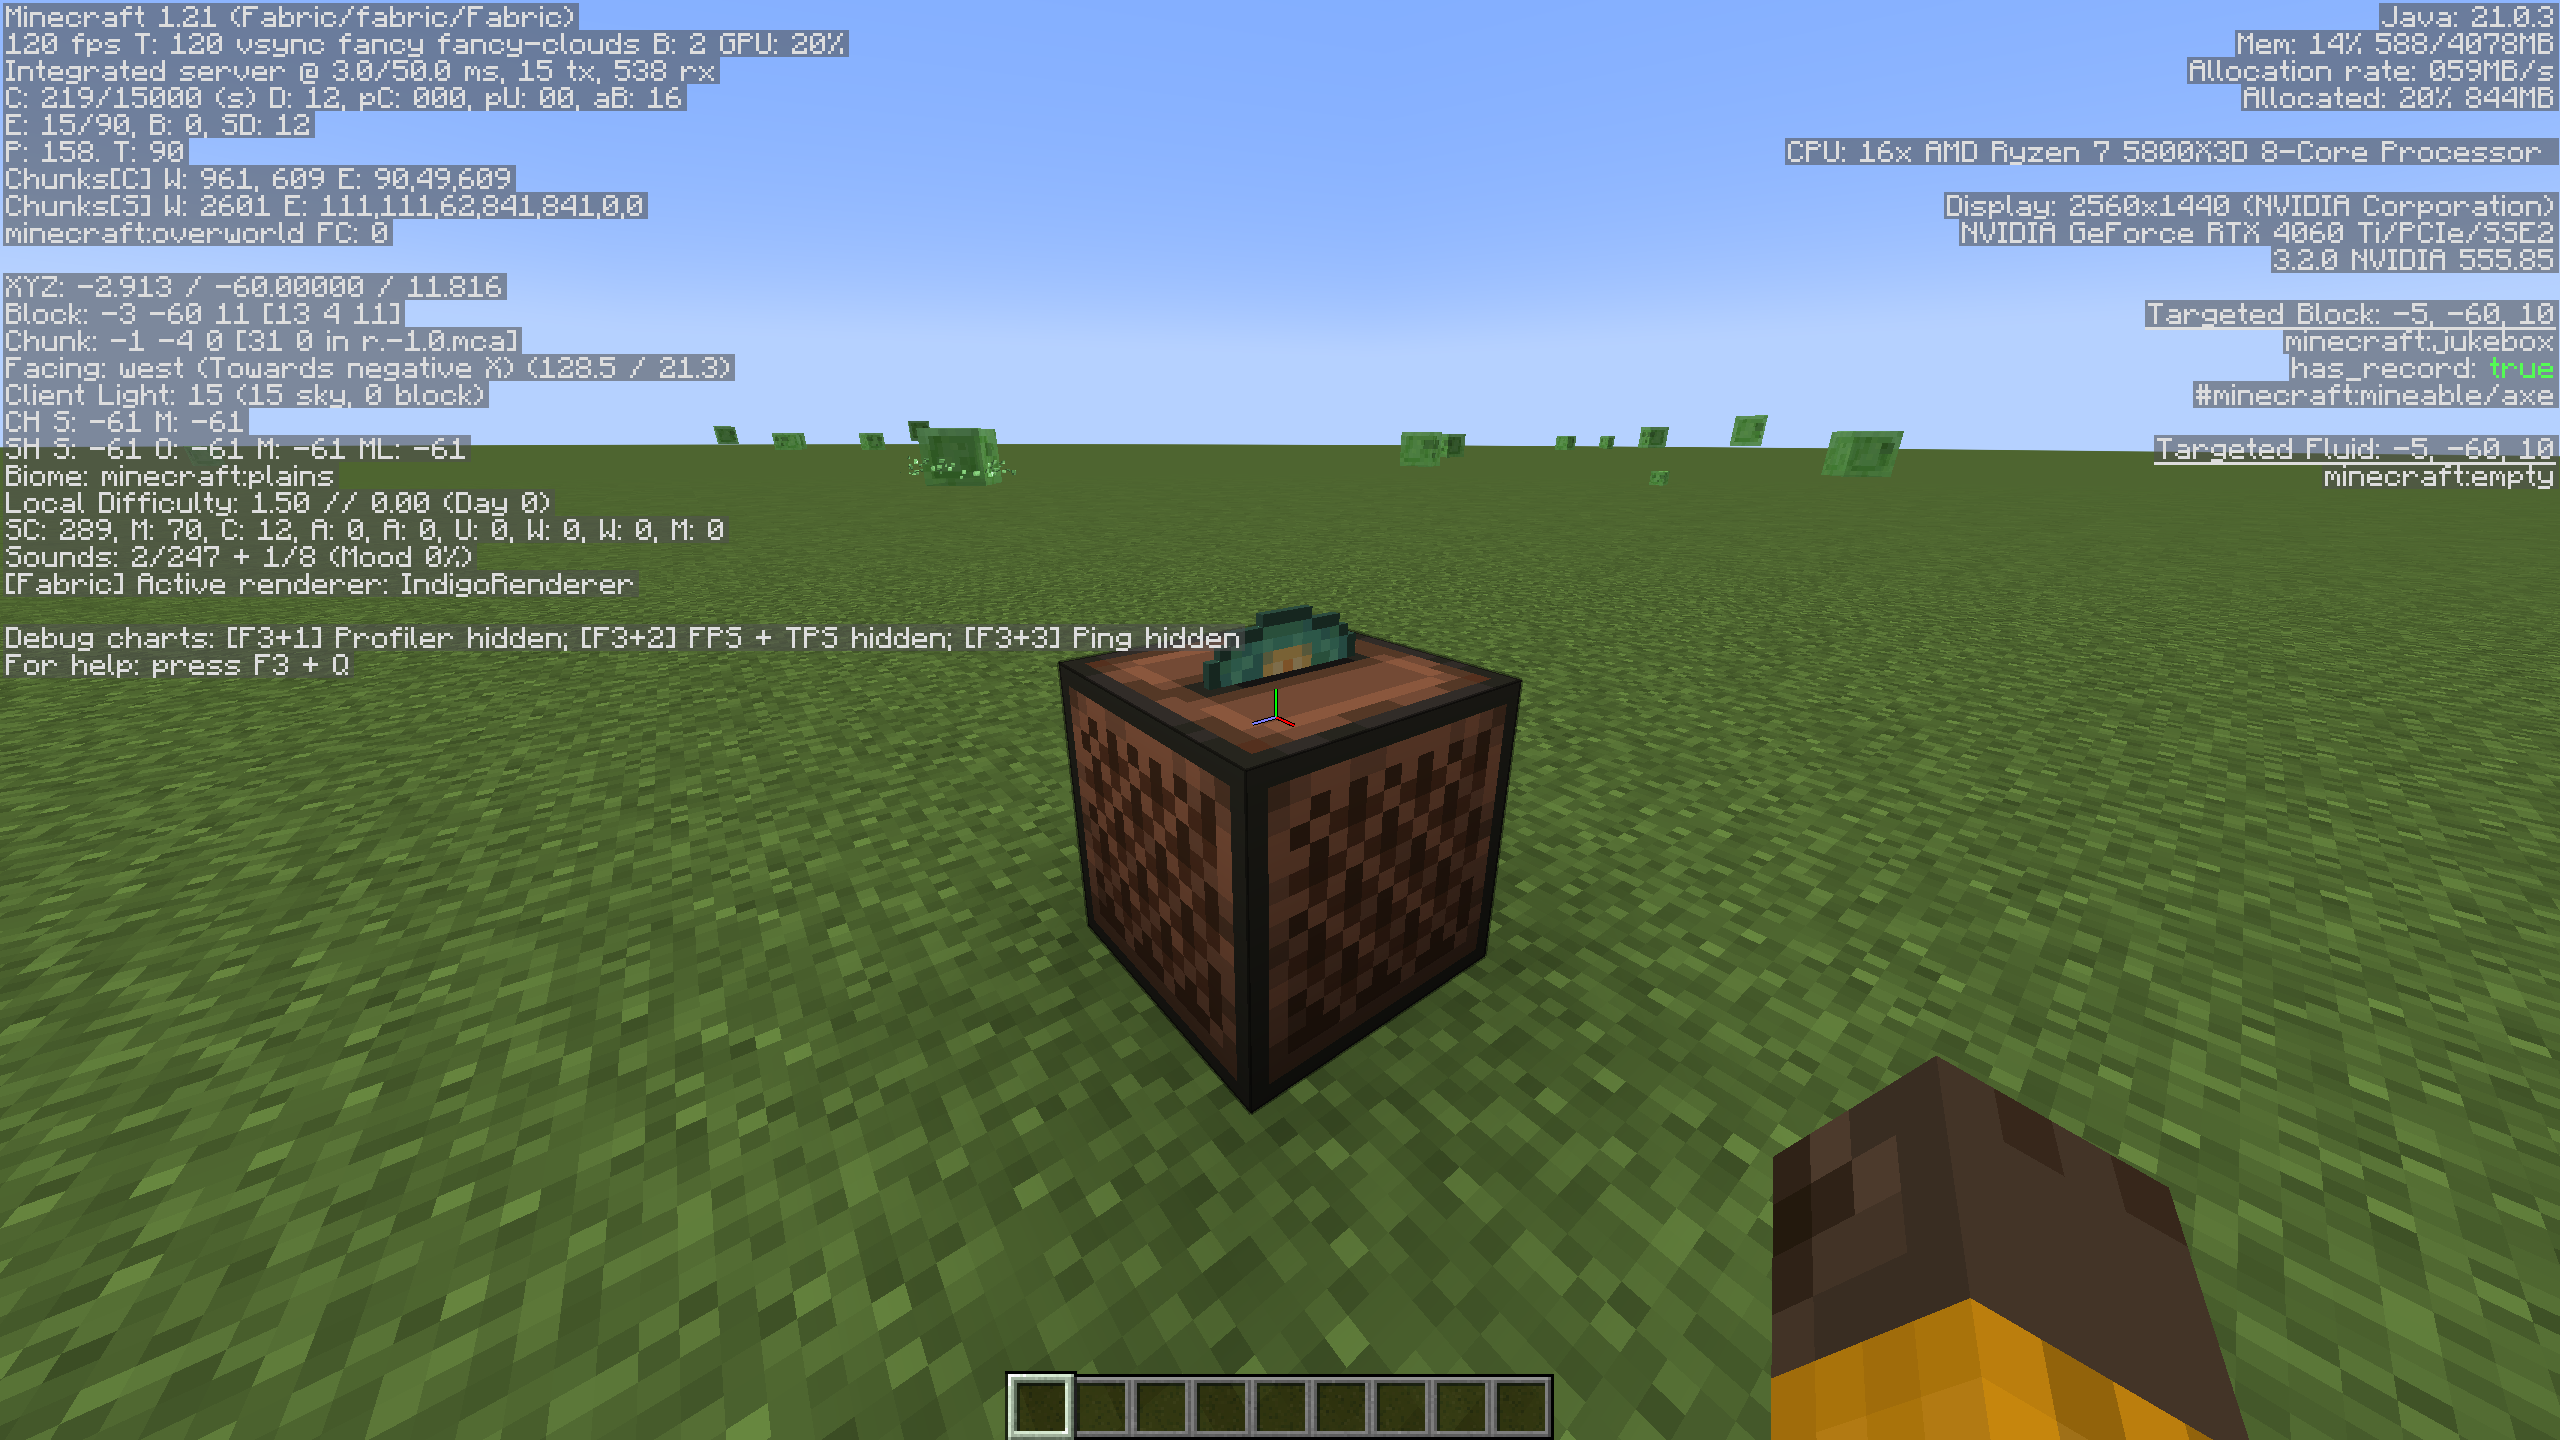 Minecraft 1.21 (Fabric/fabric/Fabric)
120 fps T: 120 vsync fancy fancy-clouds B: 2 GPU: 20%
Integrated server @ 3.0/50.0 ms, 15 tx, 538 rx
C: 219/15000 (s) D: 12, pC: 000, pU: 00, aB: 16
E: 15/90, B: 0, SD: 12
P: 158. T: 90
Chunks[C] W: 961, 609 E: 90,49,609
Chunks[S] W: 2601 E: 111,111,62,841,841,0,0
minecraft:overworld FC: 0
XYZ: -2.913 / -60.00000 / 11.816
Block: -3 -60 11 [13 4 11]
Chunk: -1 -4 0 [31 0 in r.-1.0.mca]
Facing: west (Towards negative X) (128.5 / 21.3)
Client Light: 15 (15 sky, 0 block)
CH S: -61 M: -61
SH S: -61 O: -61 M: -61 ML: -61
Biome: minecraft:plains
Local Difficulty: 1.50 // 0.00 (Day 0)
SC: 289, M: 70, C: 12, A: 0, A: 0, U: 0, W: 0, W: 0, M: 0
Sounds: 2/247 + 1/8 (Mood 0%)
[Fabric] Active renderer: IndigoRenderer
Debug charts: [F3+1] Profiler hidden; [F3+2] FPS + TPS hidden; [F3+3] Ping hidden
For help: press F3 + Q
Java: 21.0.3
Mem: 14% 588/4078MB
Allocation rate: 059MB/s
Allocated: 20% 844MB
CPU: 16x AMD Ryzen 7 5800X3D 8-Core Processor
Display: 2560x1440 (NVIDIA Corporation)
NVIDIA GeForce RTX 4060 Ti/PCIe/SSE2
3.2.0 NVIDIA 555.85
Targeted Block: -5, -60, 10
minecraft:jukebox
has_record: true
#minecraft:mineable/axe
Targeted Fluid: -5, -60, 10
minecraft:empty